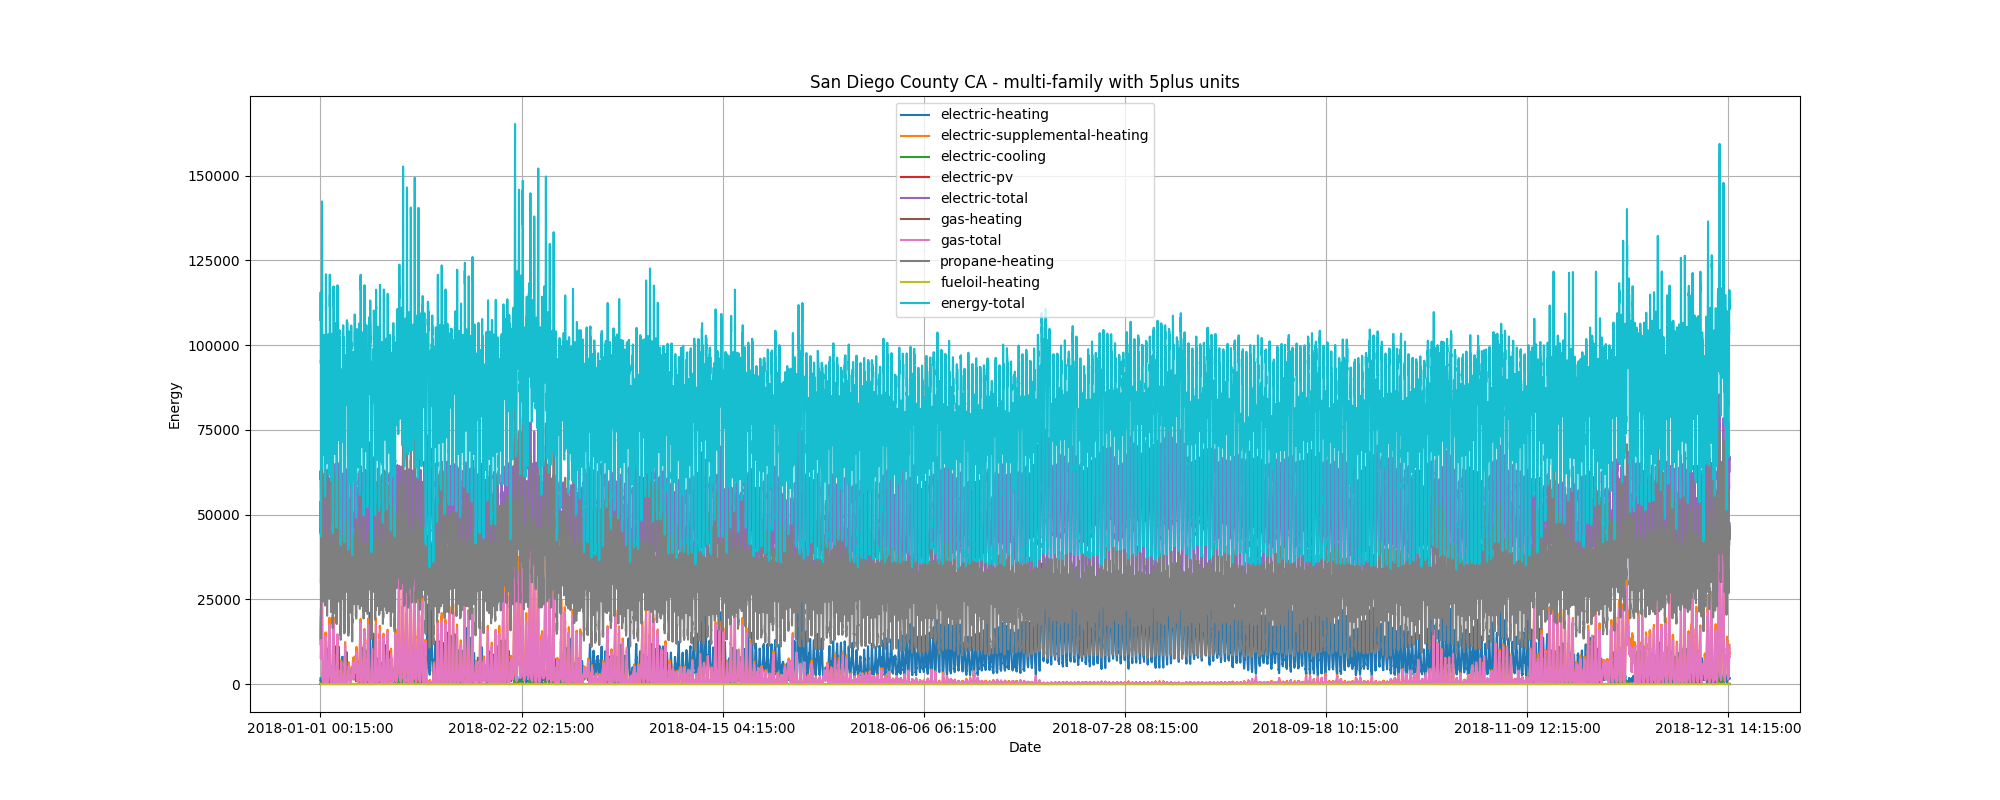 San Diego County CA - multi-family with 5plus units
electric-heating
electric-supplemental-heating
electric-cooling
electric-pv
electric-total
gas-heating
gas-total
propane-heating
fueloil-heating
energy-total
150000
125000
100000
75000
50000
25000
0
Energy
2018-01-01 00:15:00
2018-02-22 02:15:00
2018-04-15 04:15:00
2018-06-06 06:15:00
2018-07-28 08:15:00
2018-09-18 10:15:00
2018-11-09 12:15:00
2018-12-31 14:15:00
Date